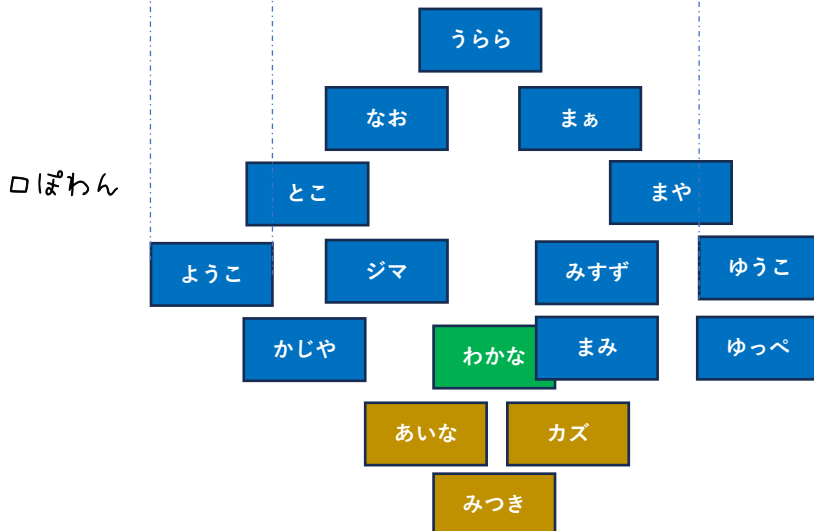 うらら
なお
まぁ
口ぽわん
とこ
まや
ようこ
ジマ
みすず
ゆうこ
かじや
わかな
まみ
ゆっぺ
あいな
カズ
みつき